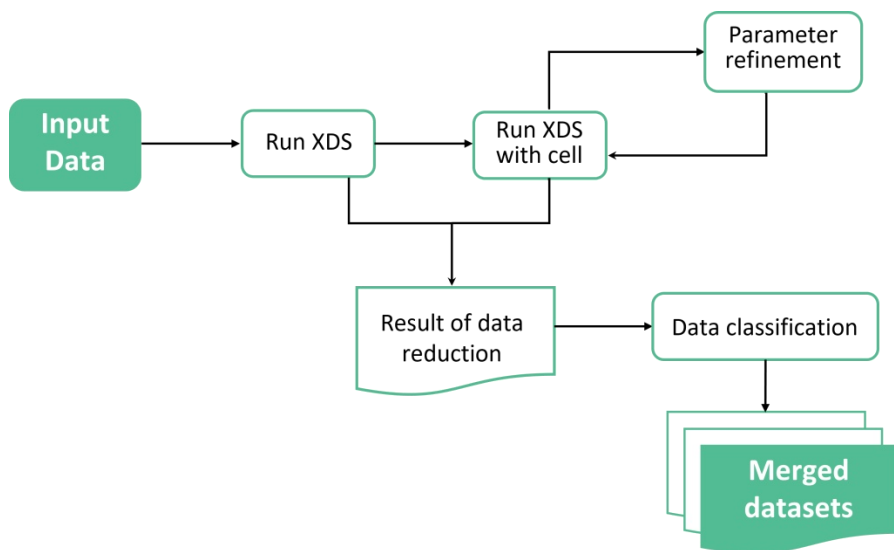 Parameter
refinement
Input
Data
Run XDS
Run XDS
with cell
Result of data
reduction
Data classification
Merged
datasets